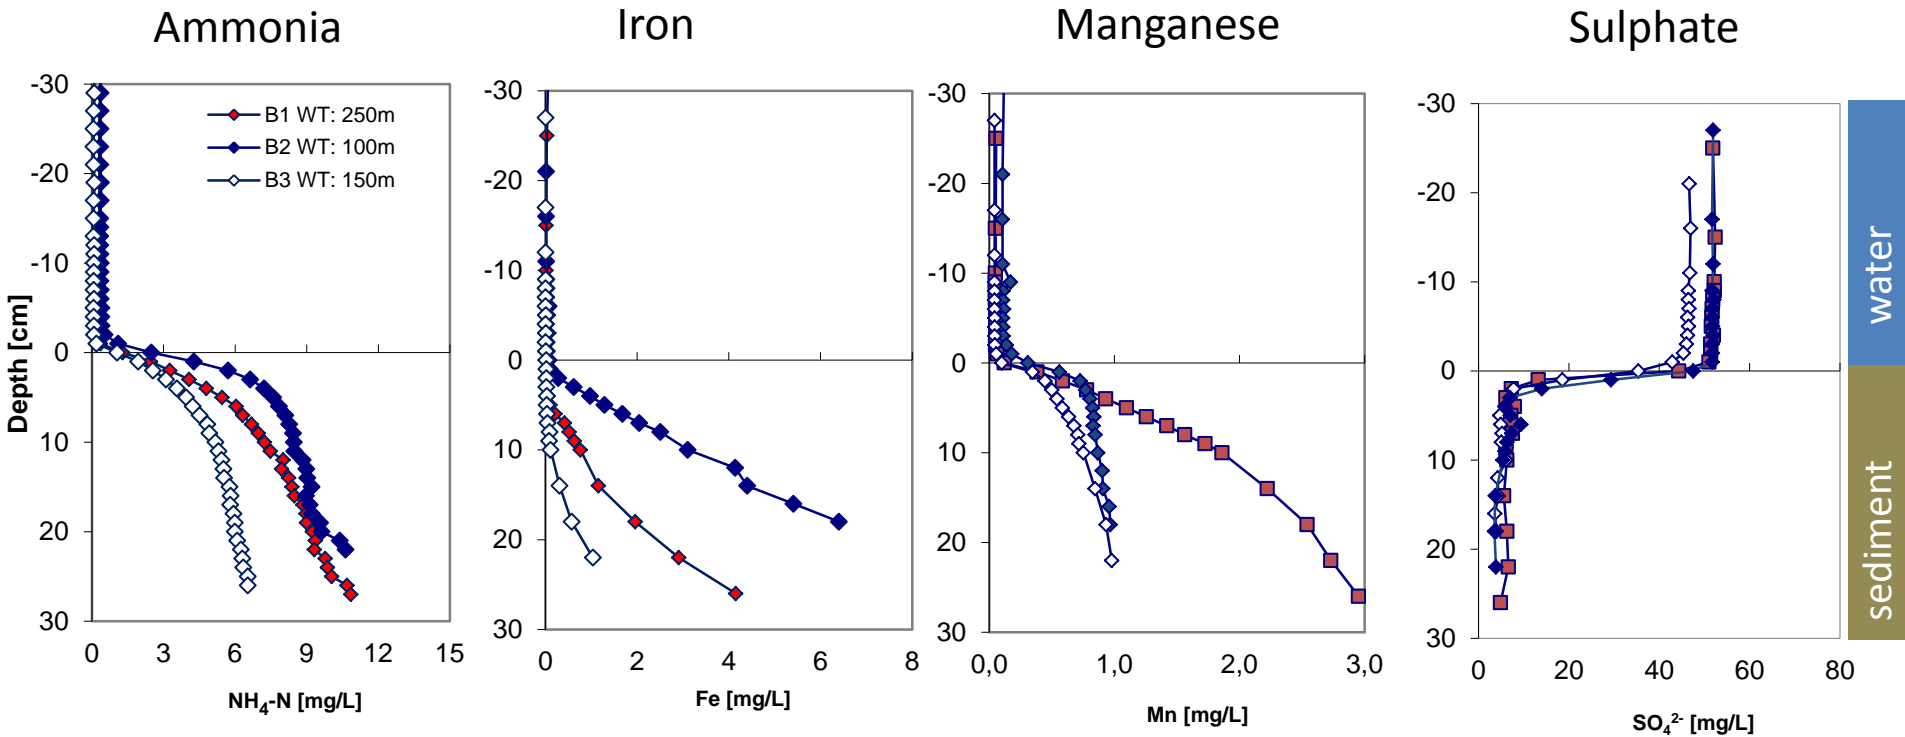 Ammonia
Iron
Manganese
Sulphate
-30
-20
-10
0
10
20
30
Depth [cm]
B1 WT: 250m
B2 WT: 100m
B3 WT: 150m
0 3 6 9 12 15
NH4-N [mg/L]
-30
-20
-10
0
10
20
30
0 2 4 6 8
Fe [mg/L]
-30
-20
-10
0
10
20
30
0,0 1,0 2,0 3,0
Mn [mg/L]
-30
-20
-10
0
10
20
30
0 20 40 60 80
SO4²⁻ [mg/L]
water
sediment